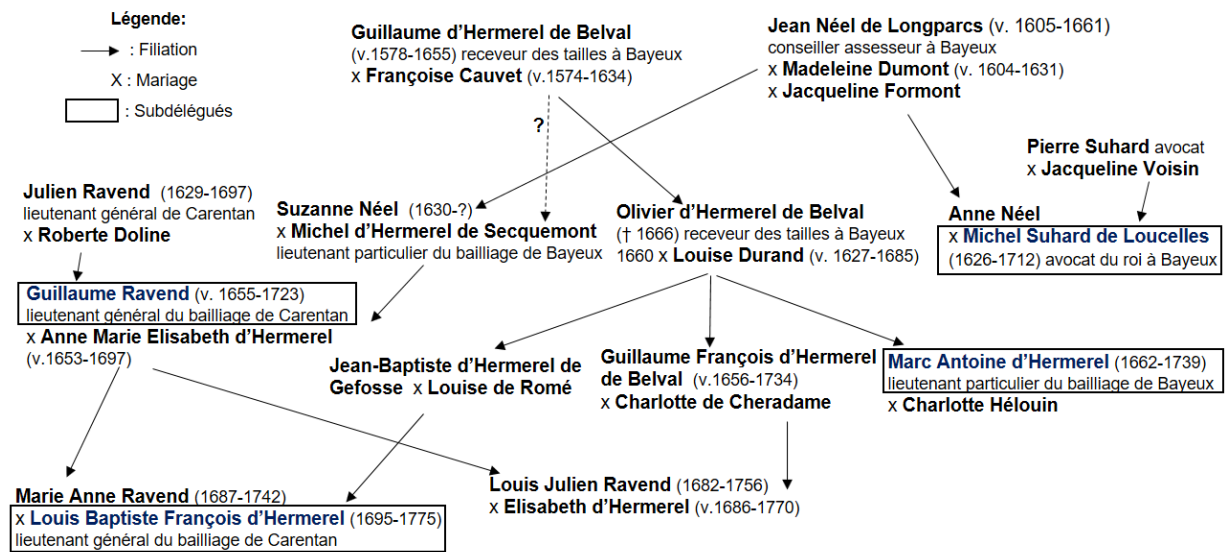 Légende:
: Filiation
X : Mariage
: Subdélégués
Guillaume d’Hermerel de Belval
(v.1578-1655) receveur des tailles à Bayeux
x Françoise Cauvet (v.1574-1634)
Jean Néel de Longparcs (v. 1605-1661)
conseiller assesseur à Bayeux
x Madeleine Dumont (v. 1604-1631)
x Jacqueline Formont
?
Pierre Suhard avocat
x Jacqueline Voisin
Julien Ravend (1629-1697)
lieutenant général de Carentan
x Roberte Doline
Suzanne Néel (1630-?)
x Michel d’Hermerel de Secquemont
lieutenant particulier du bailliage de Bayeux
Olivier d’Hermerel de Belval
(† 1666) receveur des tailles à Bayeux
1660 x Louise Durand (v. 1627-1685)
Anne Néel
x Michel Suhard de Loucelles
(1626-1712) avocat du roi à Bayeux
Guillaume Ravend (v. 1655-1723)
lieutenant général du bailliage de Carentan
x Anne Marie Elisabeth d’Hermerel
(v.1653-1697)
Jean-Baptiste d’Hermerel de
Gefosse x Louise de Romé
Guillaume François d’Hermerel
de Belval (v.1656-1734)
x Charlotte de Cheradame
Marc Antoine d’Hermerel (1662-1739)
lieutenant particulier du bailliage de Bayeux
x Charlotte Hélouin
Marie Anne Ravend (1687-1742)
x Louis Baptiste François d’Hermerel (1695-1775)
lieutenant général du bailliage de Carentan
Louis Julien Ravend (1682-1756)
x Elisabeth d’Hermerel (v.1686-1770)